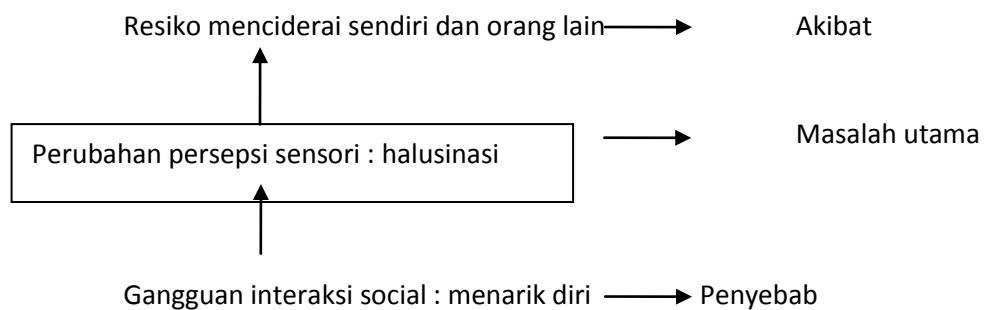 Resiko menciderai sendiri dan orang lain Akibat
Masalah utama
Perubahan persepsi sensori : halusinasi
Gangguan interaksi social : menarik diri Penyebab